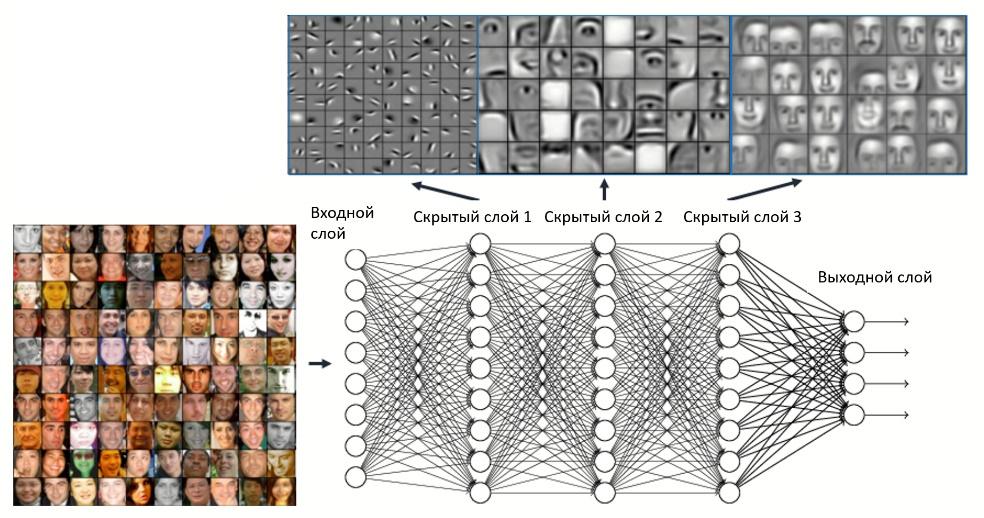 Входной
слой
Скрытый слой 1
Скрытый слой 2
Скрытый слой 3
Выходной слой